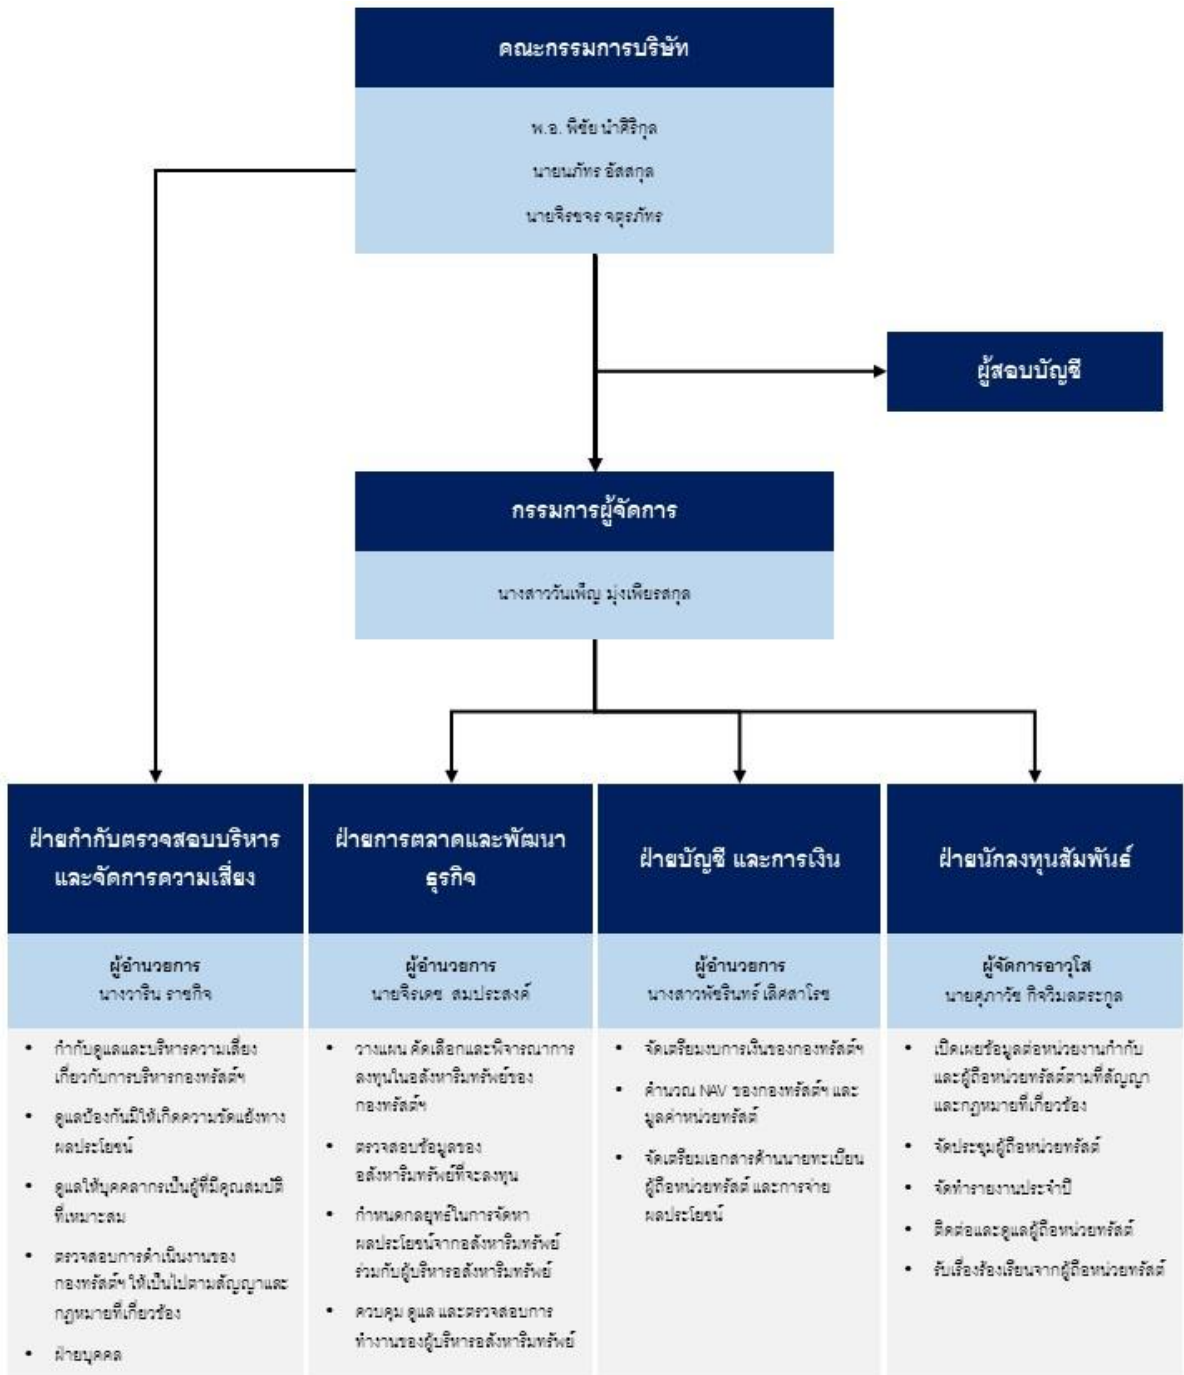 คณะกรรมการบริษัท
พ.อ. พิชัย นำศิริกุล
นายนภัทร อัสสกุล
นายจิรขจร จตุรภัทร
ผู้สอบบัญชี
กรรมการผู้จัดการ
นางสาววันเพ็ญ มุ่งเพียรสกุล
ฝ่ายกำกับตรวจสอบบริหาร
และจัดการความเสี่ยง
ผู้อำนวยการ
นางวาริน ราชกิจ
• กำกับดูแลและบริหารความเสี่ยง
เกี่ยวกับการบริหารกองทรัสต์ฯ
• ดูแลป้องกันมิให้เกิดความขัดแย้งทาง
ผลประโยชน์
• ดูแลให้บุคคลากรเป็นผู้ที่มีคุณสมบัติ
ที่เหมาะสม
• ตรวจสอบการดำเนินงานของ
กองทรัสต์ฯ ให้เป็นไปตามสัญญาและ
กฎหมายที่เกี่ยวข้อง
• ฝ่ายบุคคล
ฝ่ายการตลาดและพัฒนา
ธุรกิจ
ผู้อำนวยการ
นายจิรเดช สมประสงค์
• วางแผน คัดเลือกและพิจารณาการ
ลงทุนในอสังหาริมทรัพย์ของ
กองทรัสต์ฯ
• ตรวจสอบข้อมูลของ
อสังหาริมทรัพย์ที่จะลงทุน
• กำหนดกลยุทธ์ในการจัดหา
ผลประโยชน์จากอสังหาริมทรัพย์
ร่วมกับผู้บริหารอสังหาริมทรัพย์
• ควบคุม ดูแล และตรวจสอบการ
ทำงานของผู้บริหารอสังหาริมทรัพย์
ฝ่ายบัญชี และการเงิน
ผู้อำนวยการ
นางสาวพัชรินทร์ เลิศสาโรช
• จัดเตรียมงบการเงินของกองทรัสต์ฯ
• คำนวณ NAV ของกองทรัสต์ฯ และ
มูลค่าหน่วยทรัสต์
• จัดเตรียมเอกสารด้านนายทะเบียน
ผู้ถือหน่วยทรัสต์ และการจ่าย
ผลประโยชน์
ฝ่ายนักลงทุนสัมพันธ์
ผู้จัดการอาวุโส
นายศุภาวัช กิจวิมลตระกูล
• เปิดเผยข้อมูลต่อหน่วยงานกำกับ
และผู้ถือหน่วยทรัสต์ตามที่สัญญา
และกฎหมายที่เกี่ยวข้อง
• จัดประชุมผู้ถือหน่วยทรัสต์
• จัดทำรายงานประจำปี
• ติดต่อและดูแลผู้ถือหน่วยทรัสต์
• รับเรื่องร้องเรียนจากผู้ถือหน่วยทรัสต์